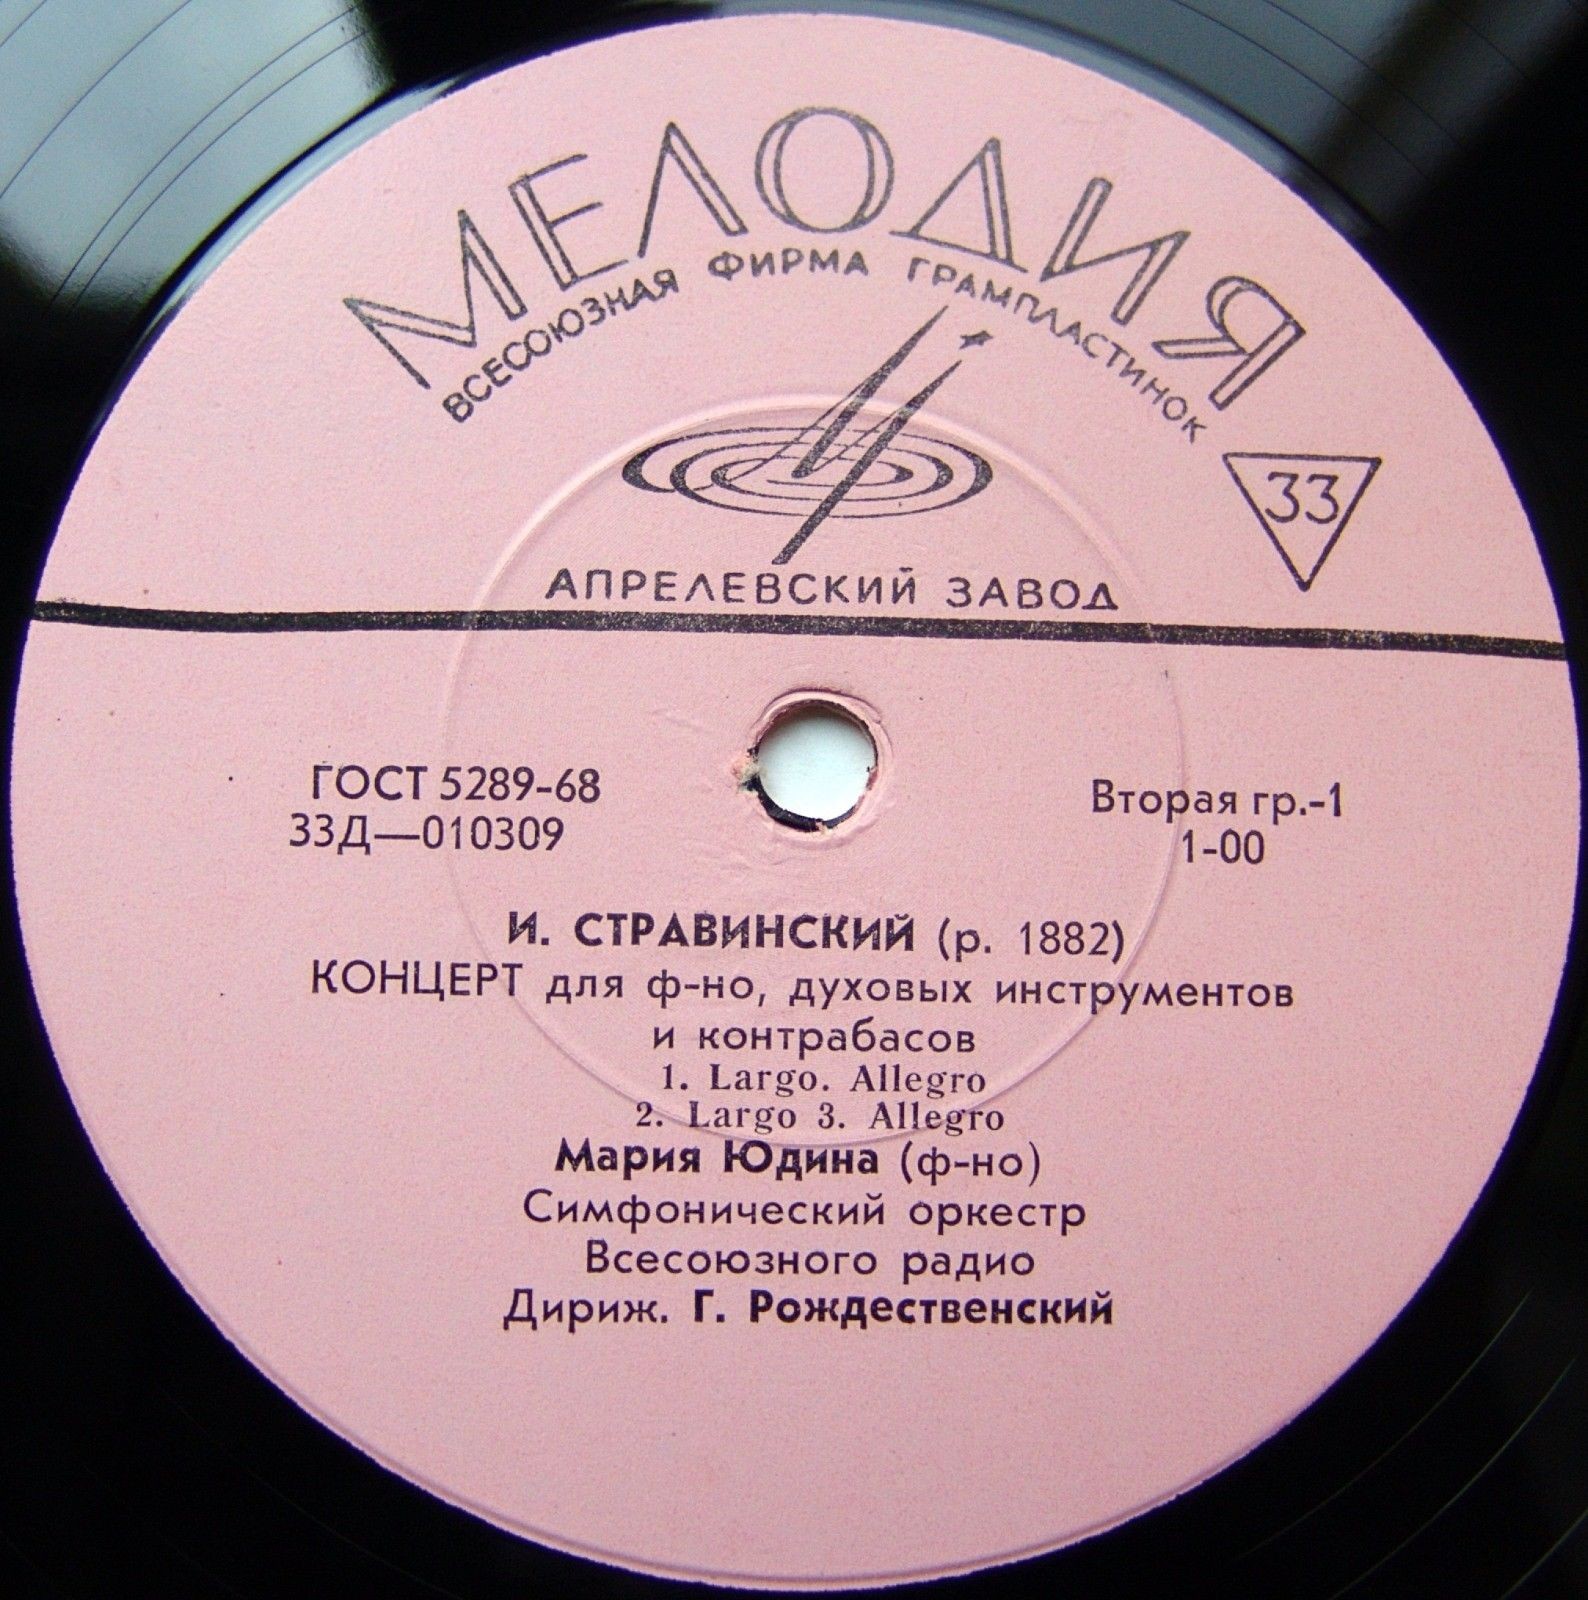 МЕЛОДИЯ
ВСЕСОЮЗНАЯ ФИРМА ГРАМПЛАСТИНОК
33
АПРЕЛЕВСКИЙ ЗАВОД
ГОСТ 5289-68
33Д—010309
Вторая гр.-1
1-00
И. СТРАВИНСКИЙ (р. 1882)
КОНЦЕРТ для ф-но, духовых инструментов
и контрабасов
1. Largo. Allegro
2. Largo 3. Allegro
Мария Юдина (ф-но)
Симфонический оркестр
Всесоюзного радио
Дириж. Г. Рождественский